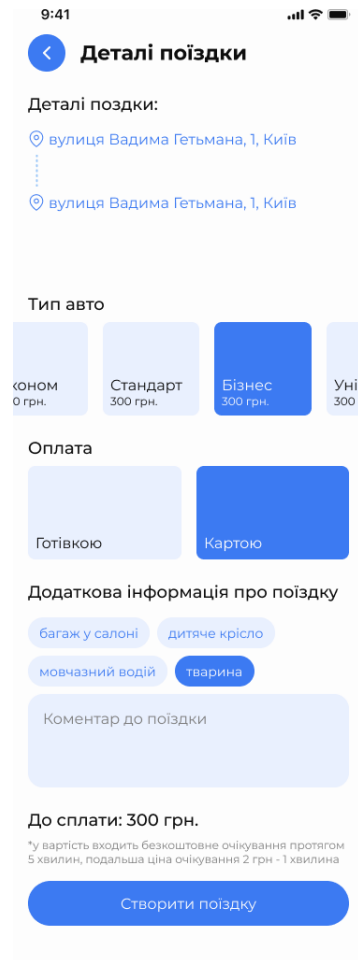 9:41
Деталі поїздки
Деталі поздки:
вулиця Вадима Гетьмана, 1, Київ
вулиця Вадима Гетьмана, 1, Київ
Тип авто
коном Стандарт Бізнес Уні
0 грн. 300 грн. 300 грн. 300
Оплата
Готівкою Картою
Додаткова інформація про поїздку
багаж у салоні дитяче крісло
мовчазний водій тварина
Коментар до поїздки
До сплати: 300 грн.
*у вартість входить безкоштовне очікування протягом
5 хвилин, подальша ціна очікування 2 грн - 1 хвилина
Створити поїздку